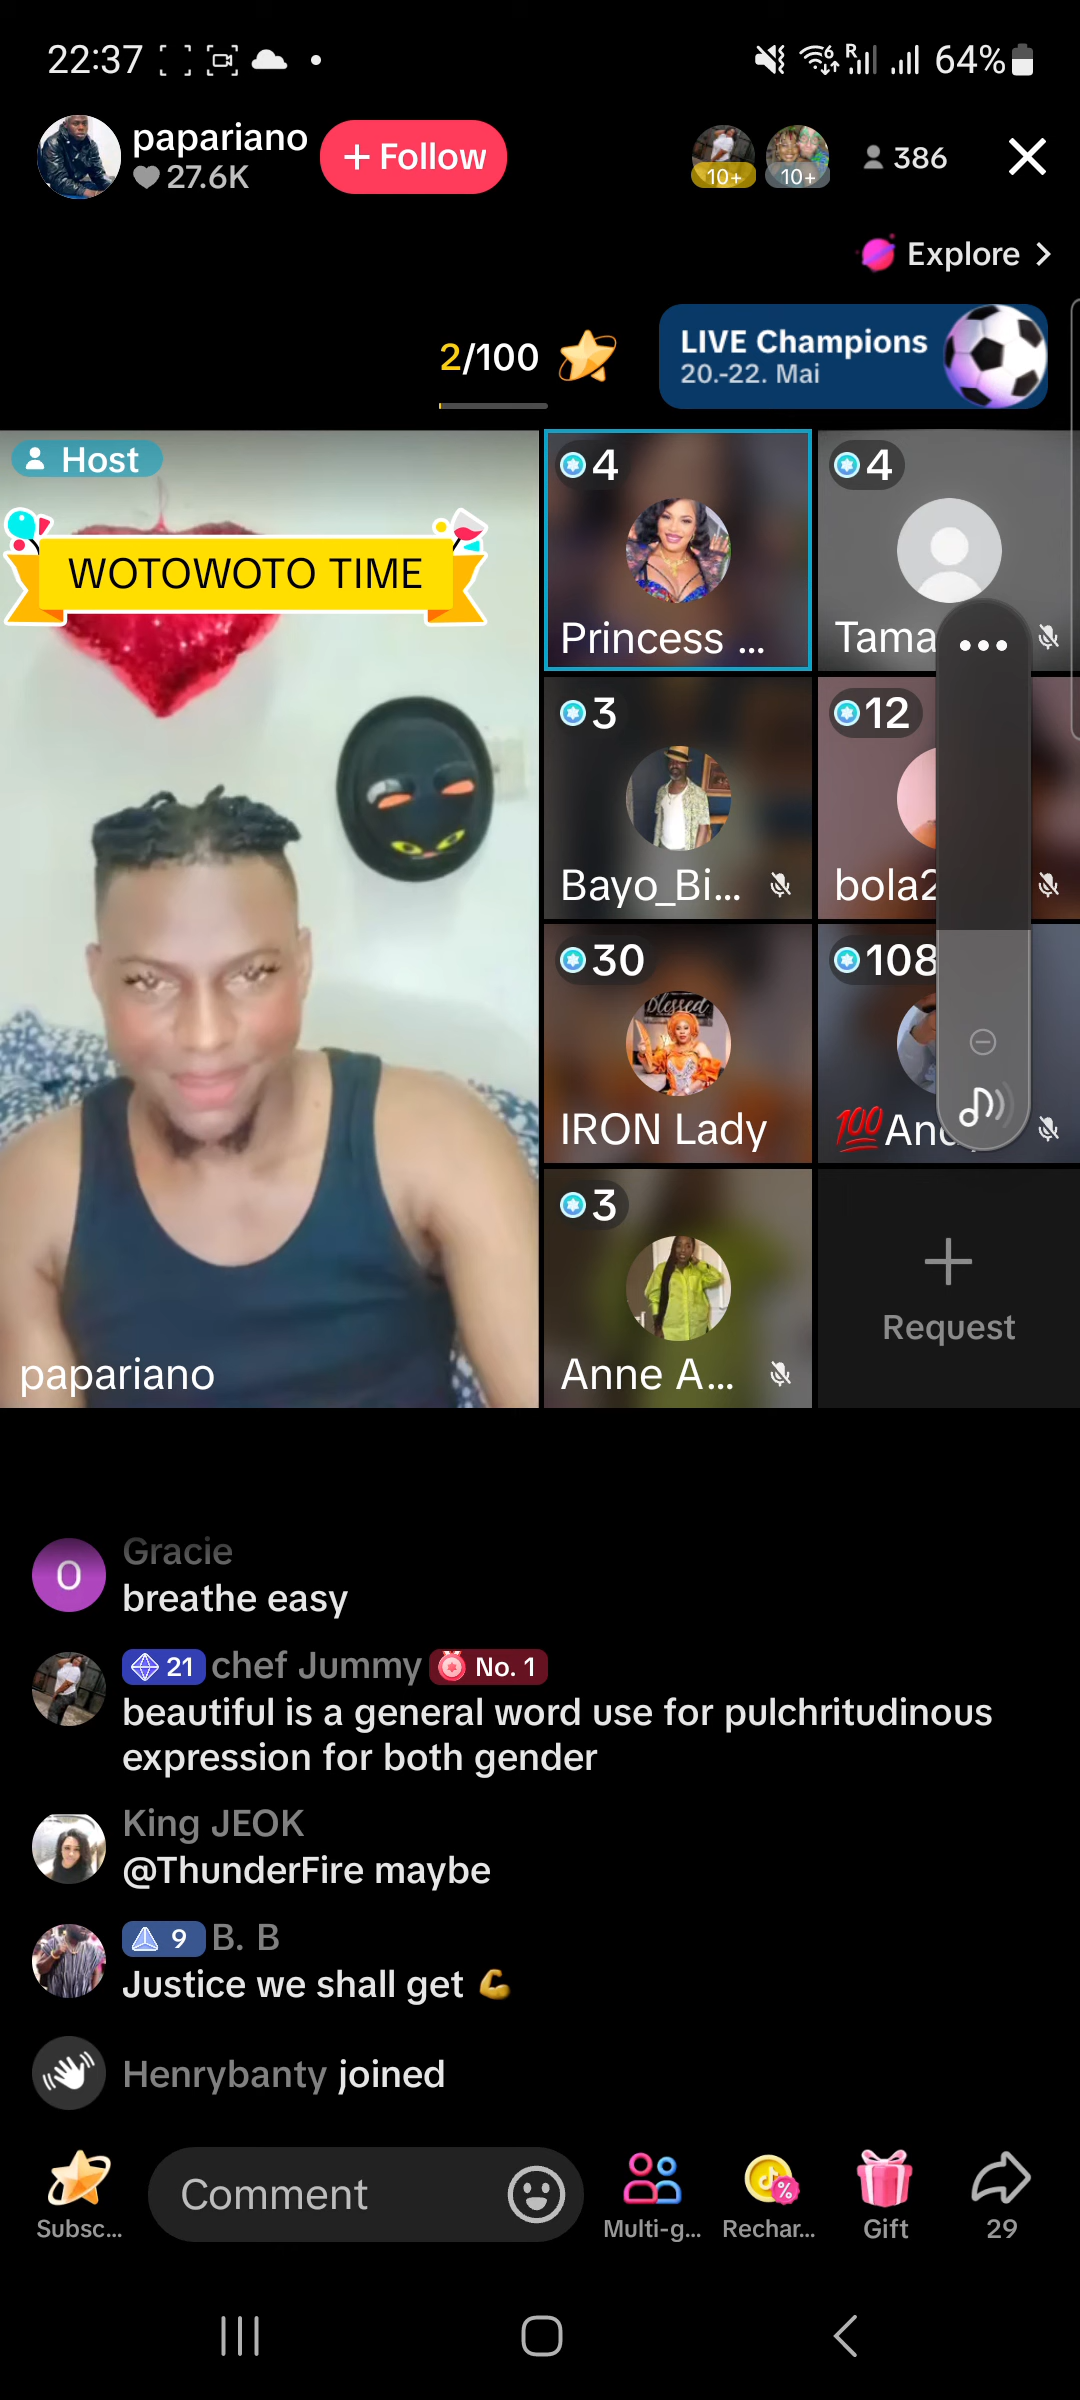 22:37
R
64%
papariano
27.6K
+ Follow
10+
10+
386
Explore
2/100
LIVE Champions
20.-22. Mai
Host
WOTOWOTO TIME
papariano
4
Princess ...
4
Tama
3
Bayo_Bi...
12
bola2
30
Blessed
IRON Lady
108
💯An
3
Anne A...
Request
O
Gracie
breathe easy
21 chef Jummy No. 1
beautiful is a general word use for pulchritudinous
expression for both gender
King JEOK
@ThunderFire maybe
9 B. B
Justice we shall get 💪
Henrybanty joined
Subsc...
Comment
Multi-g...
Rechar...
Gift
29